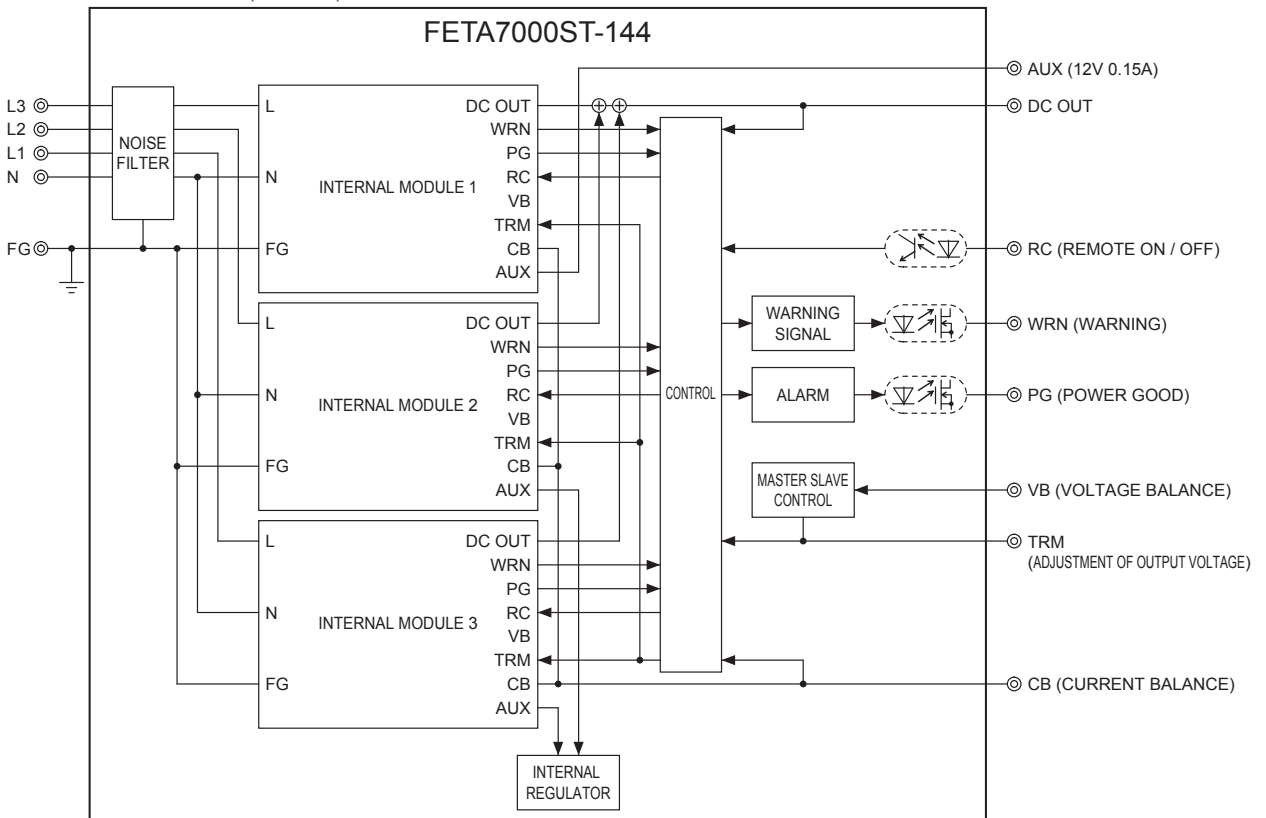 FETA7000ST-144
AUX (12V 0.15A)
L3
L DC OUT
DC OUT
L2
WRN
L1
NOISE
FILTER
PG
N
N
INTERNAL MODULE 1
RC
VB
TRM
FG
FG
CB
RC (REMOTE ON / OFF)
AUX
L
DC OUT
WARNING
SIGNAL
WRN (WARNING)
WRN
PG
N
INTERNAL MODULE 2
RC
CONTROL
ALARM
PG (POWER GOOD)
VB
TRM
FG
CB
AUX
MASTER SLAVE
CONTROL
VB (VOLTAGE BALANCE)
L
DC OUT
TRM
(ADJUSTMENT OF OUTPUT VOLTAGE)
WRN
PG
N
INTERNAL MODULE 3
RC
VB
TRM
FG
CB
CB (CURRENT BALANCE)
AUX
INTERNAL
REGULATOR